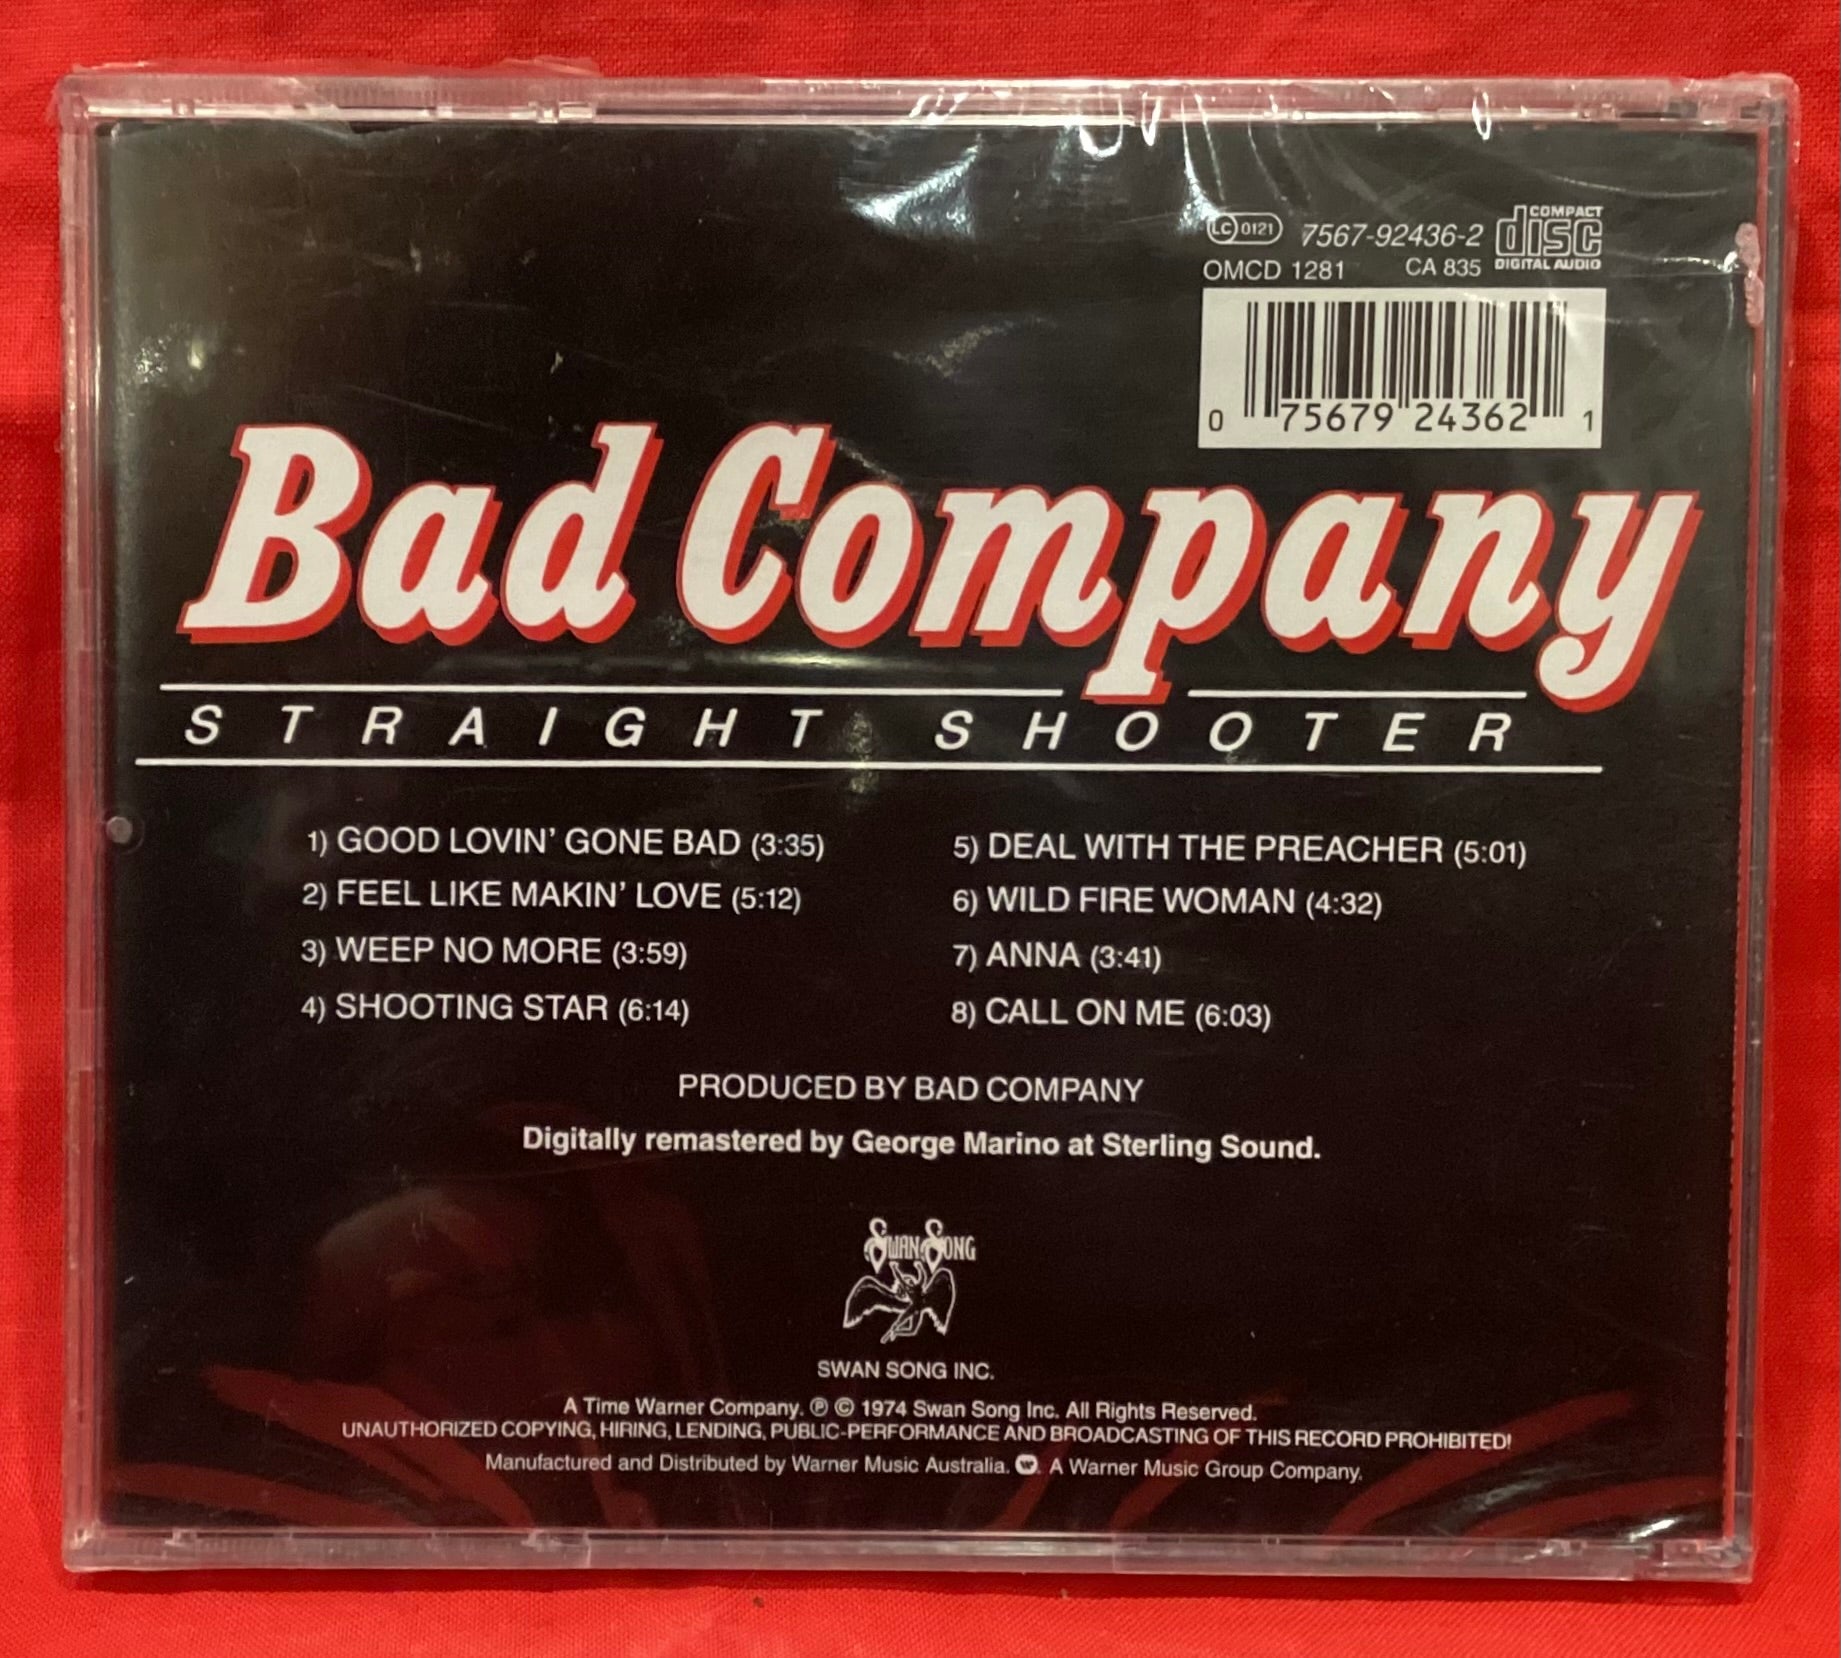 LC 0121 7567-92436-2 COMPACT disc DIGITAL AUDIO
OMCD 1281 CA 835
0 75679 24362 1
Bad Company
STRAIGHT SHOOTER
1) GOOD LOVIN' GONE BAD (3:35)
2) FEEL LIKE MAKIN' LOVE (5:12)
3) WEEP NO MORE (3:59)
4) SHOOTING STAR (6:14)
5) DEAL WITH THE PREACHER (5:01)
6) WILD FIRE WOMAN (4:32)
7) ANNA (3:41)
8) CALL ON ME (6:03)
PRODUCED BY BAD COMPANY
Digitally remastered by George Marino at Sterling Sound.
SWAN SONG
SWAN SONG INC.
A Time Warner Company. ℗ © 1974 Swan Song Inc. All Rights Reserved.
UNAUTHORIZED COPYING, HIRING, LENDING, PUBLIC-PERFORMANCE AND BROADCASTING OF THIS RECORD PROHIBITED!
Manufactured and Distributed by Warner Music Australia. A Warner Music Group Company.